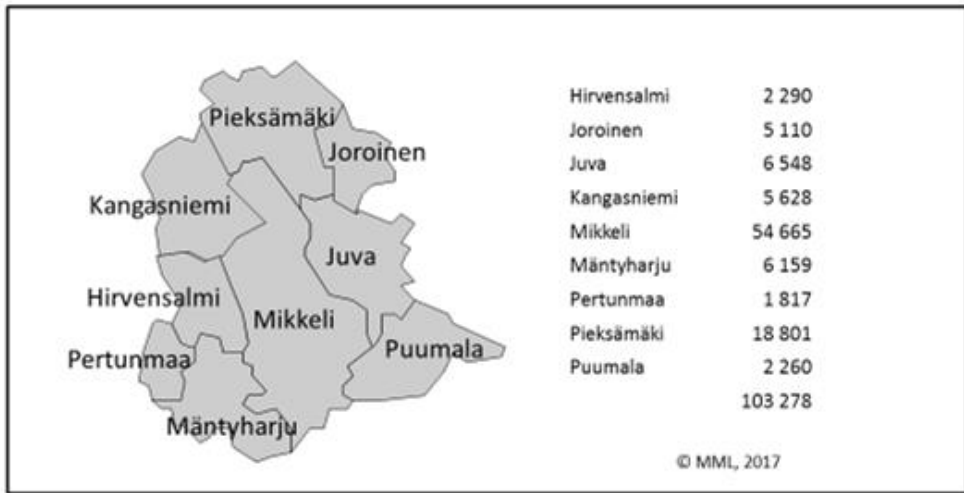 Pieksämäki
Joroinen
Kangasniemi
Juva
Hirvensalmi
Mikkeli
Puumala
Pertunmaa
Mäntyharju
Hirvensalmi 2 290
Joroinen 5 110
Juva 6 548
Kangasniemi 5 628
Mikkeli 54 665
Mäntyharju 6 159
Pertunmaa 1 817
Pieksämäki 18 801
Puumala 2 260
103 278
© MML, 2017